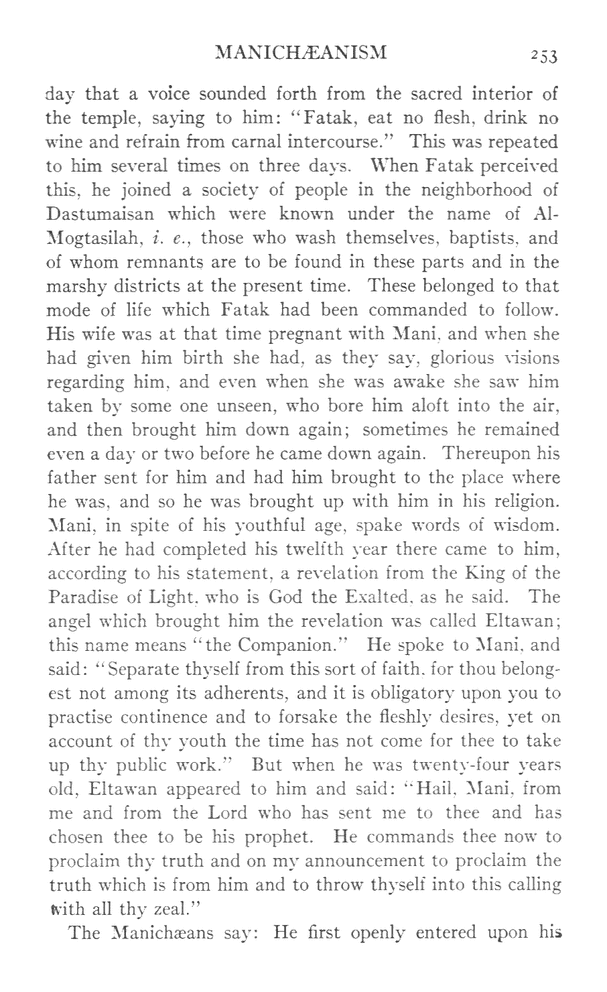 MANICHÆANISM 253
day that a voice sounded forth from the sacred interior of
the temple, saying to him: “Fatak, eat no flesh, drink no
wine and refrain from carnal intercourse.” This was repeated
to him several times on three days. When Fatak perceived
this, he joined a society of people in the neighborhood of
Dastumaisan which were known under the name of Al-
Mogtasilah, i. e., those who wash themselves, baptists, and
of whom remnants are to be found in these parts and in the
marshy districts at the present time. These belonged to that
mode of life which Fatak had been commanded to follow.
His wife was at that time pregnant with Mani, and when she
had given him birth she had, as they say, glorious visions
regarding him, and even when she was awake she saw him
taken by some one unseen, who bore him aloft into the air,
and then brought him down again; sometimes he remained
even a day or two before he came down again. Thereupon his
father sent for him and had him brought to the place where
he was, and so he was brought up with him in his religion.
Mani, in spite of his youthful age, spake words of wisdom.
After he had completed his twelfth year there came to him,
according to his statement, a revelation from the King of the
Paradise of Light, who is God the Exalted, as he said. The
angel which brought him the revelation was called Eltawan;
this name means “the Companion.” He spoke to Mani, and
said: “Separate thyself from this sort of faith, for thou belong-
est not among its adherents, and it is obligatory upon you to
practise continence and to forsake the fleshly desires, yet on
account of thy youth the time has not come for thee to take
up thy public work.” But when he was twenty-four years
old, Eltawan appeared to him and said: “Hail, Mani, from
me and from the Lord who has sent me to thee and has
chosen thee to be his prophet. He commands thee now to
proclaim thy truth and on my announcement to proclaim the
truth which is from him and to throw thyself into this calling
with all thy zeal.”
The Manichæans say: He first openly entered upon his